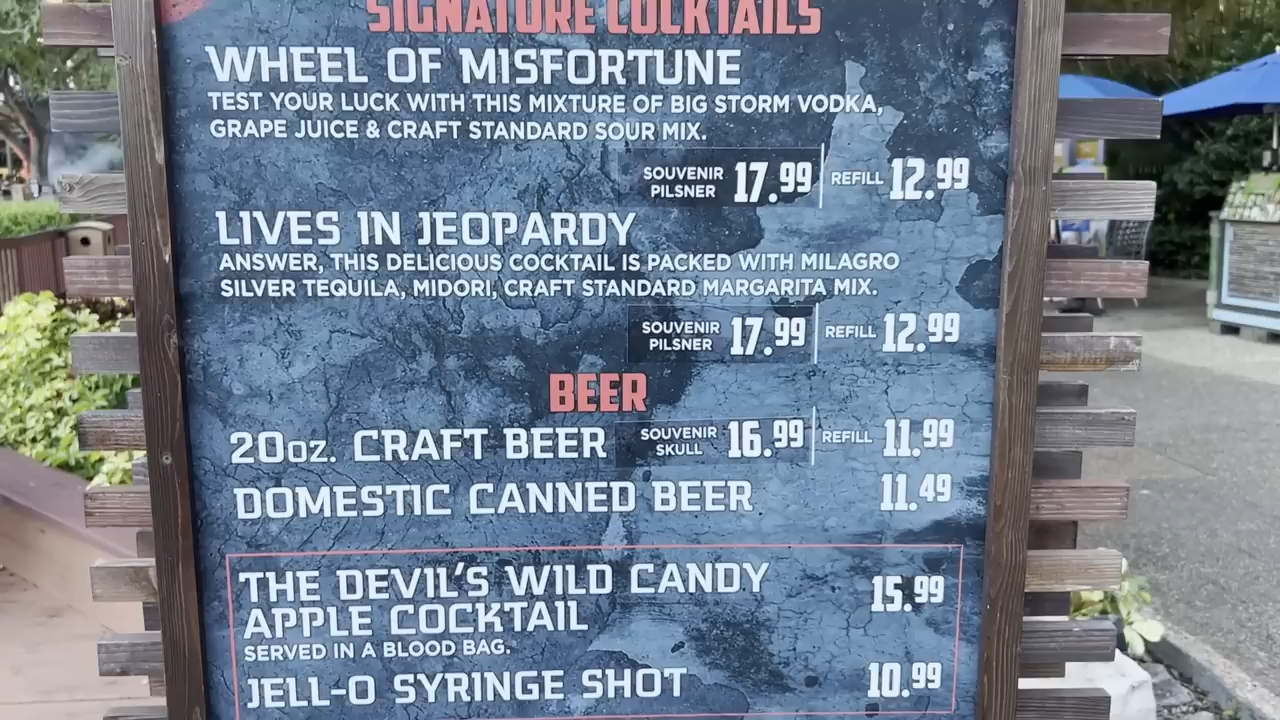 SIGNATURE COCKTAILS
WHEEL OF MISFORTUNE
TEST YOUR LUCK WITH THIS MIXTURE OF BIG STORM VODKA,
GRAPE JUICE & CRAFT STANDARD SOUR MIX.
SOUVENIR PILSNER 17.99 REFILL 12.99
LIVES IN JEOPARDY
ANSWER, THIS DELICIOUS COCKTAIL IS PACKED WITH MILAGRO
SILVER TEQUILA, MIDORI, CRAFT STANDARD MARGARITA MIX.
SOUVENIR PILSNER 17.99 REFILL 12.99
BEER
20oz. CRAFT BEER SOUVENIR SKULL 16.99 REFILL 11.99
DOMESTIC CANNED BEER 11.49
THE DEVIL'S WILD CANDY
APPLE COCKTAIL 15.99
SERVED IN A BLOOD BAG.
JELL-O SYRINGE SHOT 10.99